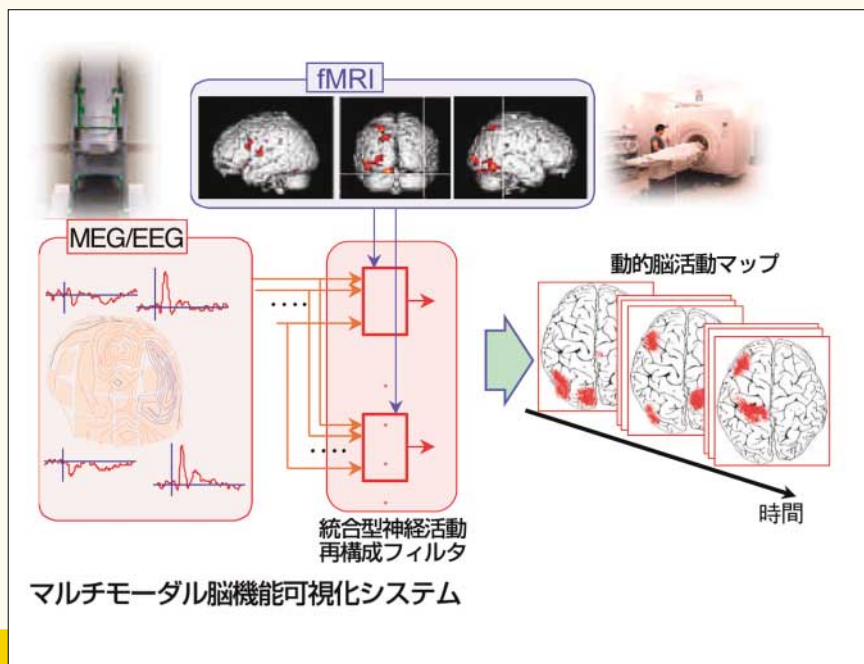 fMRI
MEG/EEG
動的脳活動マップ
時間
統合型神経活動
再構成フィルタ
マルチモーダル脳機能可視化システム